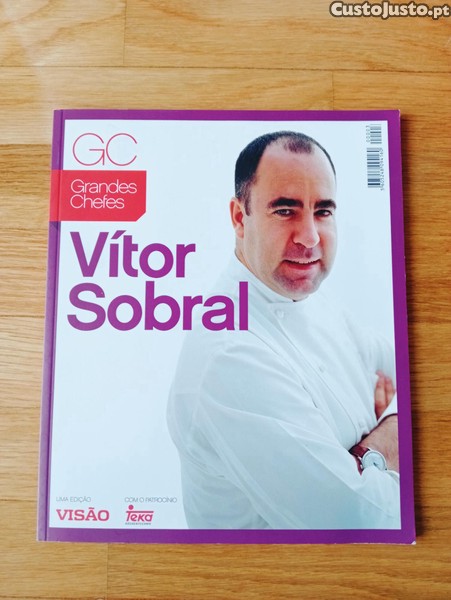 CustoJusto.pt
GC
Grandes
Chefes
Vítor
Sobral
UMA EDIÇÃO
VISÃO
COM O PATROCÍNIO
Teka